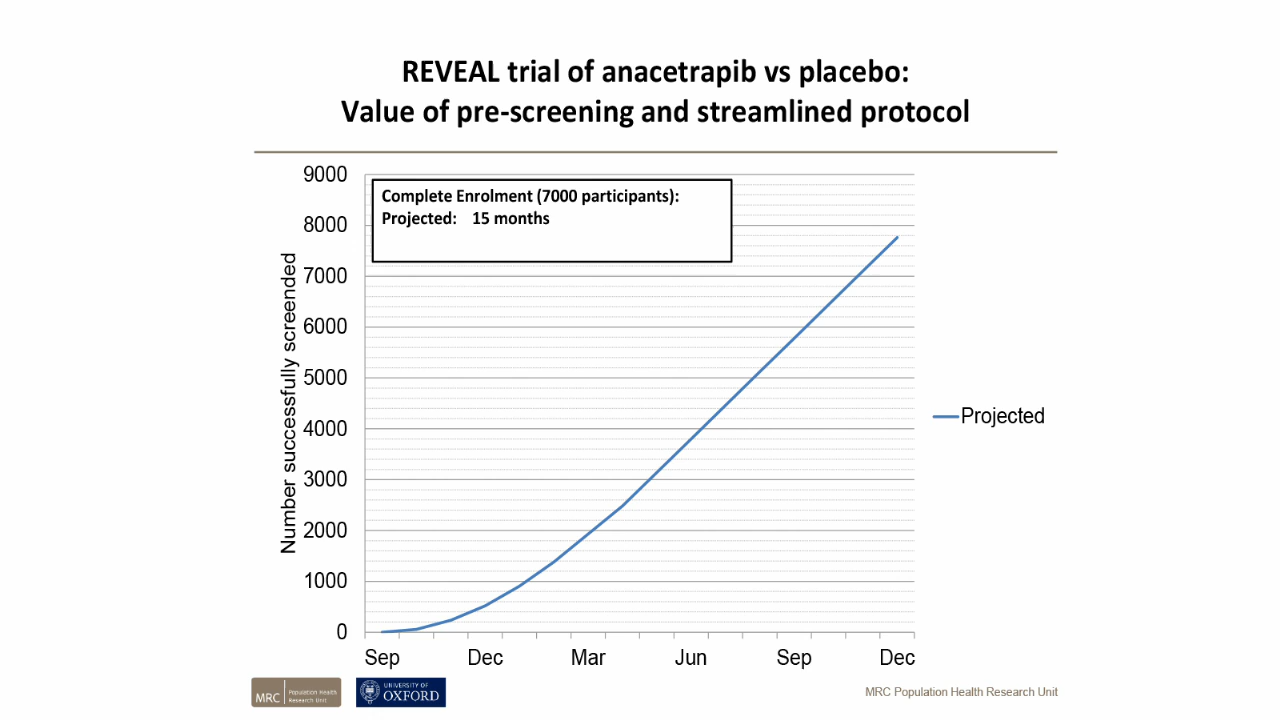 REVEAL trial of anacetrapib vs placebo:
Value of pre-screening and streamlined protocol
9000
8000
7000
6000
5000
4000
3000
2000
1000
0
Number successfully screended
Complete Enrolment (7000 participants):
Projected: 15 months
Projected
Sep Dec Mar Jun Sep Dec
MRC
Population Health
Research Unit
UNIVERSITY OF
OXFORD
MRC Population Health Research Unit